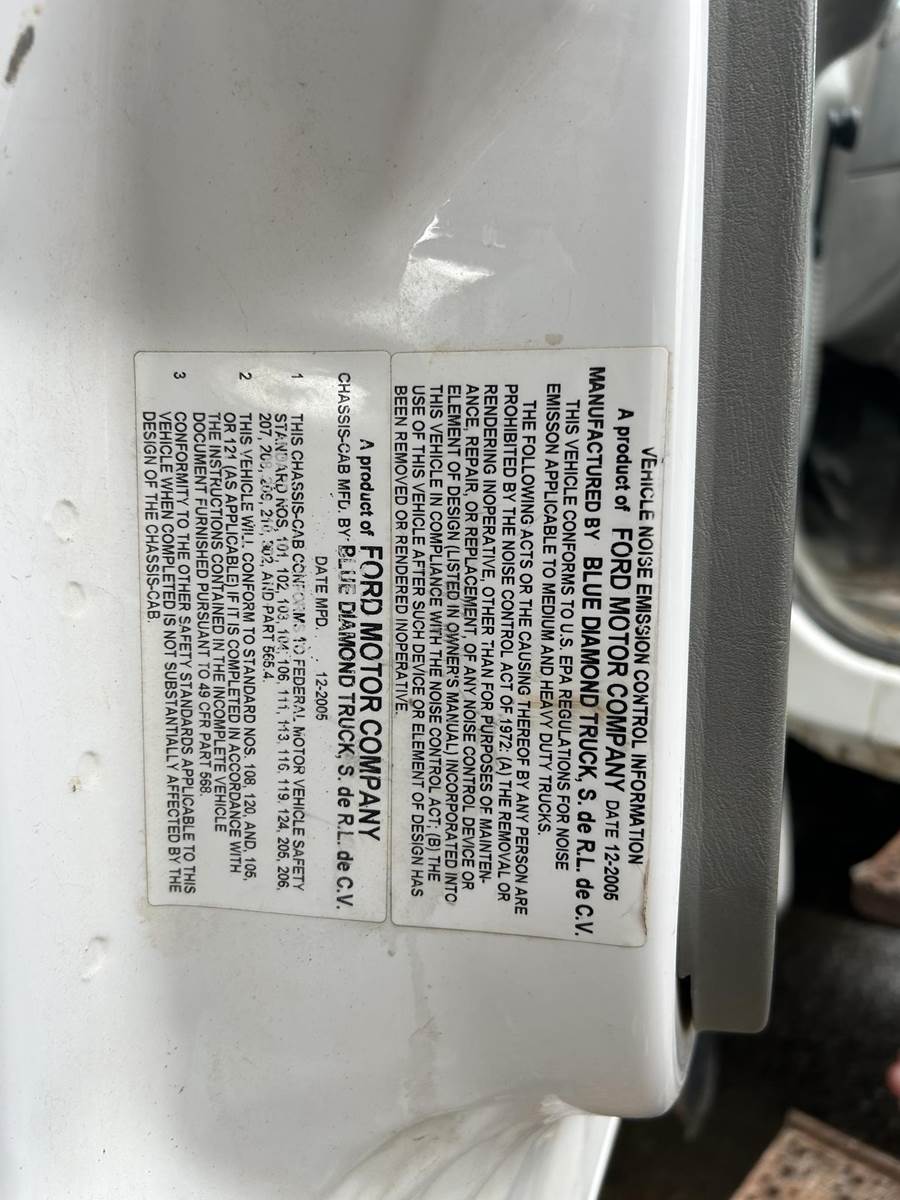 VEHICLE NOISE EMISSION CONTROL INFORMATION
A product of FORD MOTOR COMPANY DATE 12-2005
MANUFACTURED BY BLUE DIAMOND TRUCK, S. de R.L. de C.V.
THIS VEHICLE CONFORMS TO U.S. EPA REGULATIONS FOR NOISE
EMISSON APPLICABLE TO MEDIUM AND HEAVY DUTY TRUCKS.
THE FOLLOWING ACTS OR THE CAUSING THEREOF BY ANY PERSON ARE
PROHIBITED BY THE NOISE CONTROL ACT OF 1972: (A) THE REMOVAL OR
RENDERING INOPERATIVE, OTHER THAN FOR PURPOSES OF MAINTEN-
ANCE, REPAIR, OR REPLACEMENT, OF ANY NOISE CONTROL DEVICE OR
ELEMENT OF DESIGN (LISTED IN OWNER'S MANUAL) INCORPORATED INTO
THIS VEHICLE IN COMPLIANCE WITH THE NOISE CONTROL ACT; (B) THE
USE OF THIS VEHICLE AFTER SUCH DEVICE OR ELEMENT OF DESIGN HAS
BEEN REMOVED OR RENDERED INOPERATIVE.
A product of FORD MOTOR COMPANY
CHASSIS-CAB MFD. BY BLUE DIAMOND TRUCK, S. de R.L. de C.V.
DATE MPD. 12-2005
1 THIS CHASSIS-CAB CONFORMS TO FEDERAL MOTOR VEHICLE SAFETY
STANDARD NOS, 101, 102, 103, 104, 106, 111, 113, 116, 119, 124, 205, 206,
207, 208, 209, 210, 302, AND PART 565.4.
2 THIS VEHICLE WILL CONFORM TO STANDARD NOS. 108, 120, AND, 105,
OR 121 (AS APPLICABLE) IF IT IS COMPLETED IN ACCORDANCE WITH
THE INSTRUCTIONS CONTAINED IN THE INCOMPLETE VEHICLE
DOCUMENT FURNISHED PURSUANT TO 49 CFR PART 568.
3 CONFORMITY TO THE OTHER SAFETY STANDARDS APPLICABLE TO THIS
VEHICLE WHEN COMPLETED IS NOT SUBSTANTIALLY AFFECTED BY THE
DESIGN OF THE CHASSIS-CAB.